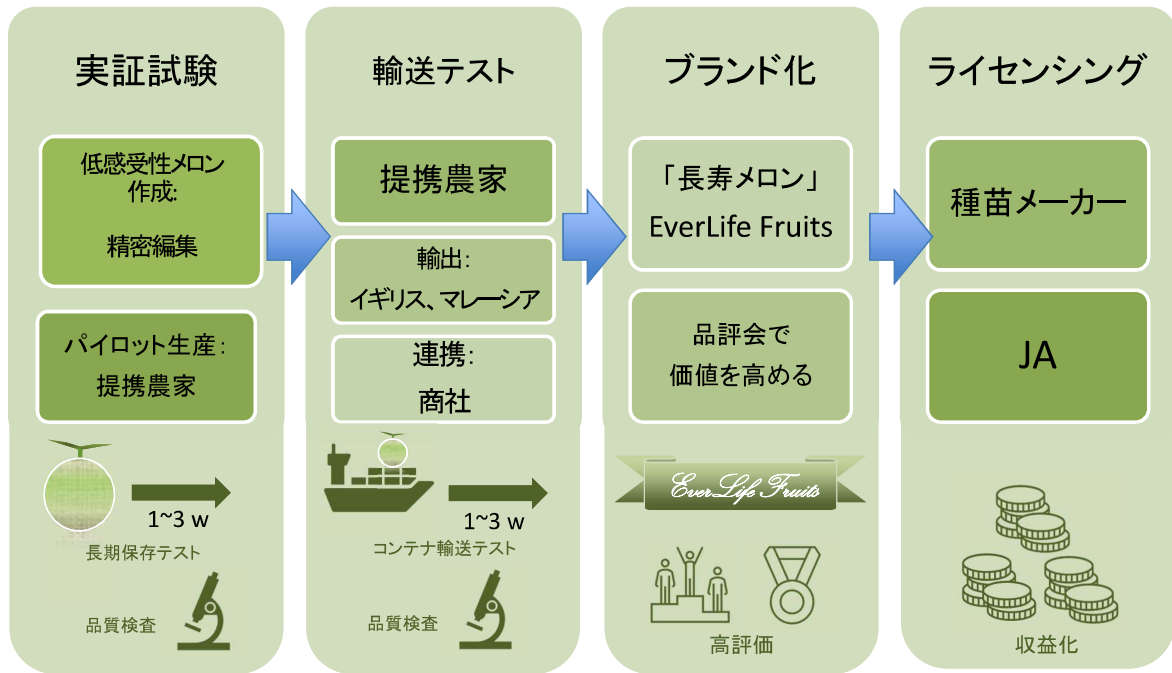 実証試験
低感受性メロン
作成:
精密編集
パイロット生産：
提携農家
1~3 w
長期保存テスト
品質検査
輸送テスト
提携農家
輸出：
イギリス、マレーシア
連携：
商社
1~3 w
コンテナ輸送テスト
品質検査
ブランド化
「長寿メロン」
EverLife Fruits
品評会で
価値を高める
EverLife Fruits
高評価
ライセンシング
種苗メーカー
JA
収益化